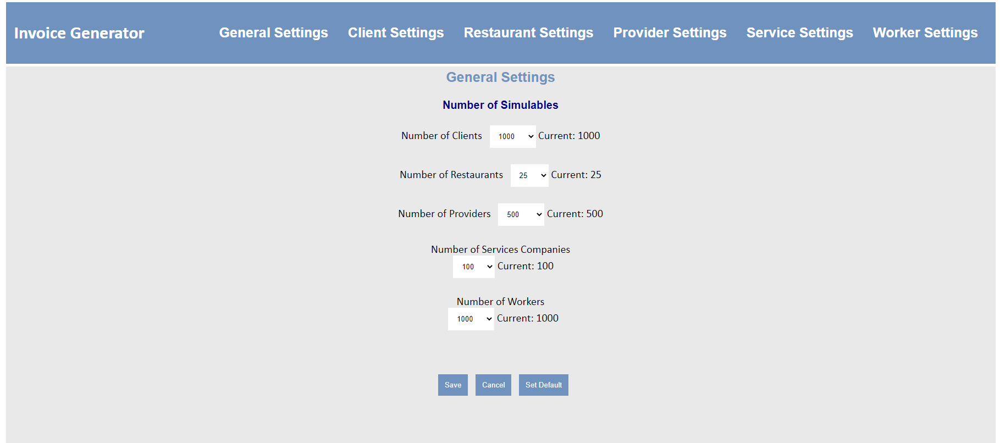 Invoice Generator General Settings Client Settings Restaurant Settings Provider Settings Service Settings Worker Settings
General Settings
Number of Simulables
Number of Clients 1000 Current: 1000
Number of Restaurants 25 Current: 25
Number of Providers 500 Current: 500
Number of Services Companies
100 Current: 100
Number of Workers
1000 Current: 1000
Save Cancel Set Default